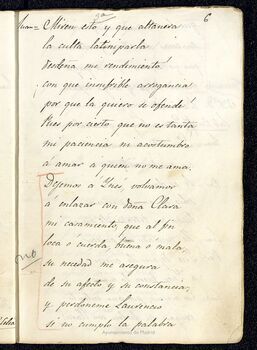 6
Juan = Miren esto y que altanera
la culta latiniparla
desdeña mi rendimiento!
¡con que insufrible arrogancia
por que la quiero se ofende!
Pues por cierto que no es tanta
mi paciencia ni acostumbro
á amar á quien no me ama.
Dejemos a Ynes, volvamos
a enlazar con doña Clara
mi casamiento, que al fin
loca ó cuerda, buena o mala,
no
su necedad me asegura
de su afecto y su constancia,
y perdoneme Laurencio
si no cumplo la palabra
Ayuntamiento de Madrid